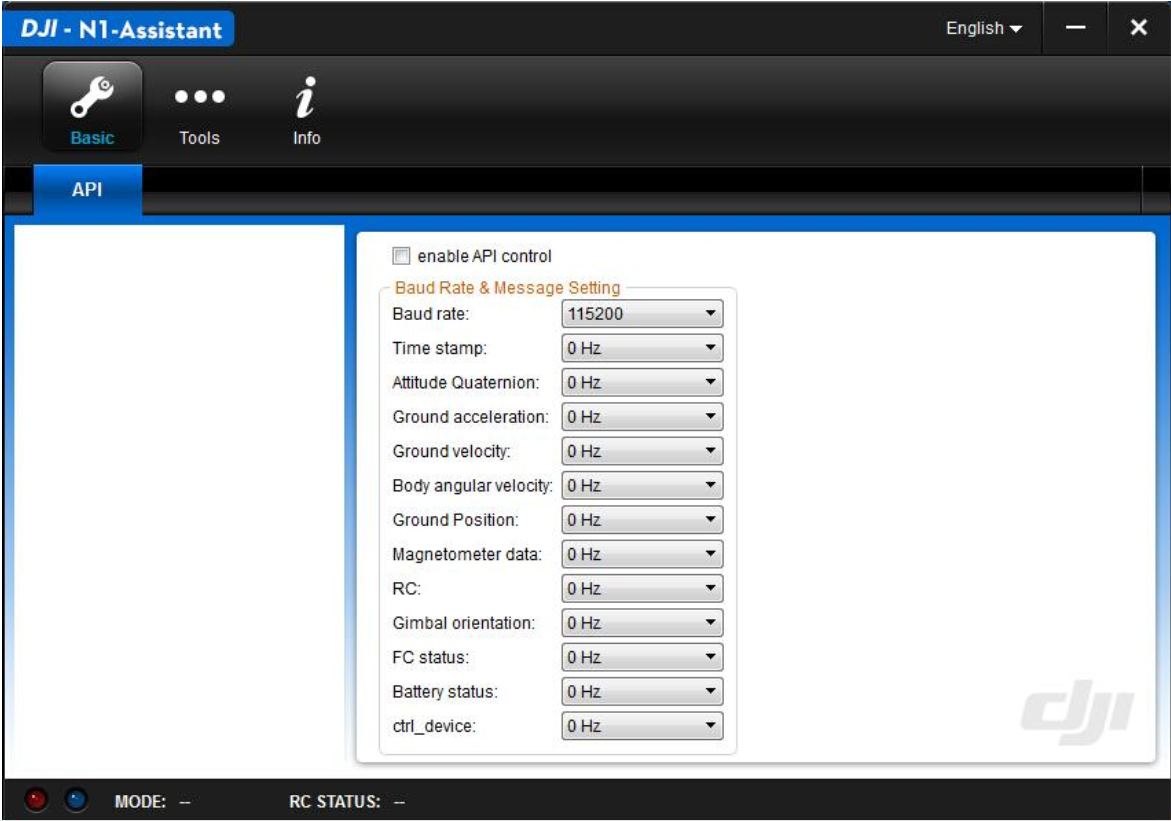 DJI - N1-Assistant
English
Basic
Tools
Info
API
enable API control
Baud Rate & Message Setting
Baud rate: 115200
Time stamp: 0 Hz
Attitude Quaternion: 0 Hz
Ground acceleration: 0 Hz
Ground velocity: 0 Hz
Body angular velocity: 0 Hz
Ground Position: 0 Hz
Magnetometer data: 0 Hz
RC: 0 Hz
Gimbal orientation: 0 Hz
FC status: 0 Hz
Battery status: 0 Hz
ctrl_device: 0 Hz
dji
MODE: -- RC STATUS: --